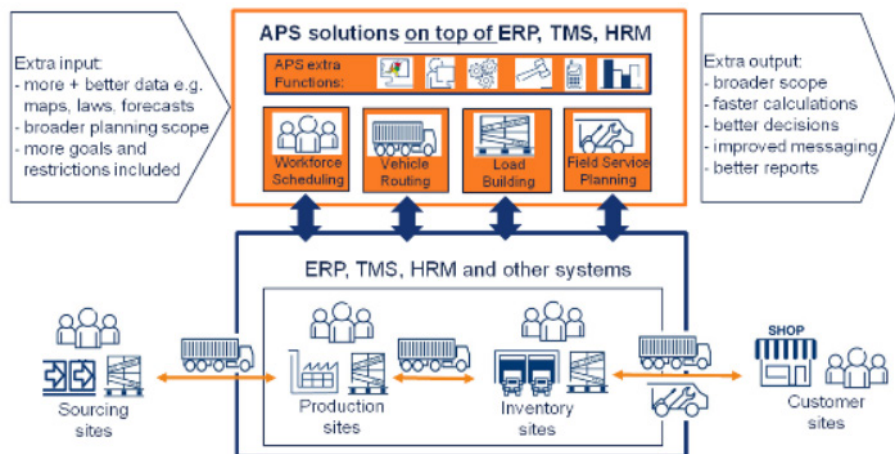 APS solutions on top of ERP, TMS, HRM
Extra input:
- more + better data e.g.
maps, laws, forecasts
- broader planning scope
- more goals and
restrictions included
APS extra
Functions:
Workforce
Scheduling
Vehicle
Routing
Load
Building
Field Service
Planning
Extra output:
- broader scope
- faster calculations
- better decisions
- improved messaging
- better reports
ERP, TMS, HRM and other systems
Sourcing
sites
Production
sites
Inventory
sites
SHOP
Customer
sites